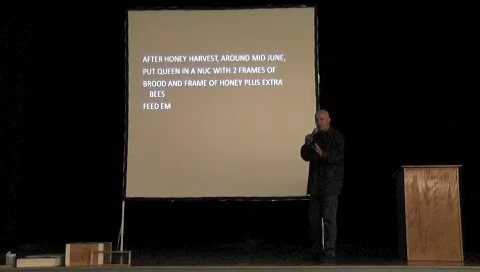 AFTER HONEY HARVEST, AROUND MID JUNE,
PUT QUEEN IN A NUC WITH 2 FRAMES OF
BROOD AND FRAME OF HONEY PLUS EXTRA
BEES
FEED EM